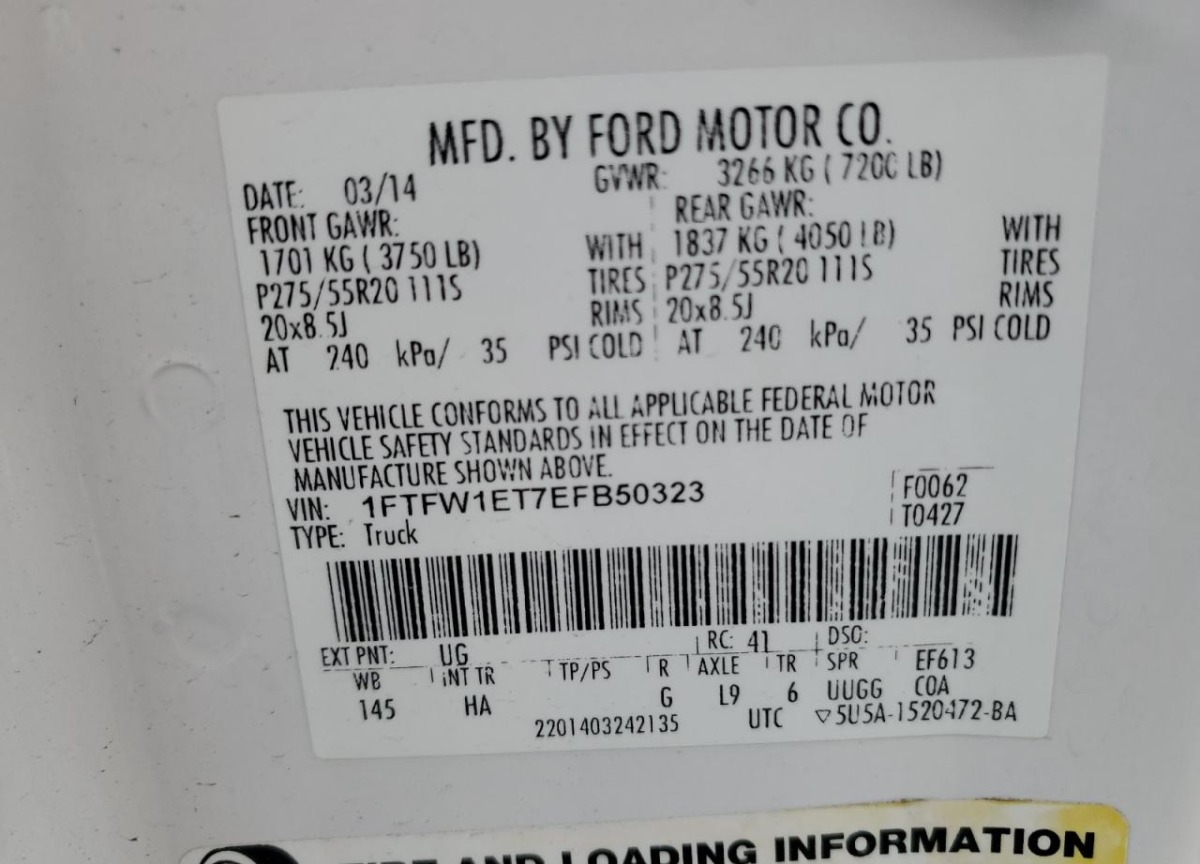 MFD. BY FORD MOTOR CO.
DATE: 03/14 GVWR: 3266 KG ( 7200 LB)
FRONT GAWR: REAR GAWR:
1701 KG ( 3750 LB) WITH 1837 KG ( 4050 LB) WITH
P275/55R20 111S TIRES P275/55R20 111S TIRES
20x8.5J RIMS 20x8.5J RIMS
AT 240 kPa/ 35 PSI COLD AT 240 kPa/ 35 PSI COLD
THIS VEHICLE CONFORMS TO ALL APPLICABLE FEDERAL MOTOR
VEHICLE SAFETY STANDARDS IN EFFECT ON THE DATE OF
MANUFACTURE SHOWN ABOVE.
VIN: 1FTFW1ET7EFB50323 F0062
TYPE: Truck T0427
EXT PNT: UG RC: 41 DSO:
WB INT TR TP/PS R AXLE TR SPR EF613
145 HA G L9 6 UUGG COA
2201403242135 UTC ▽5U5A-1520472-BA
TIRE AND LOADING INFORMATION